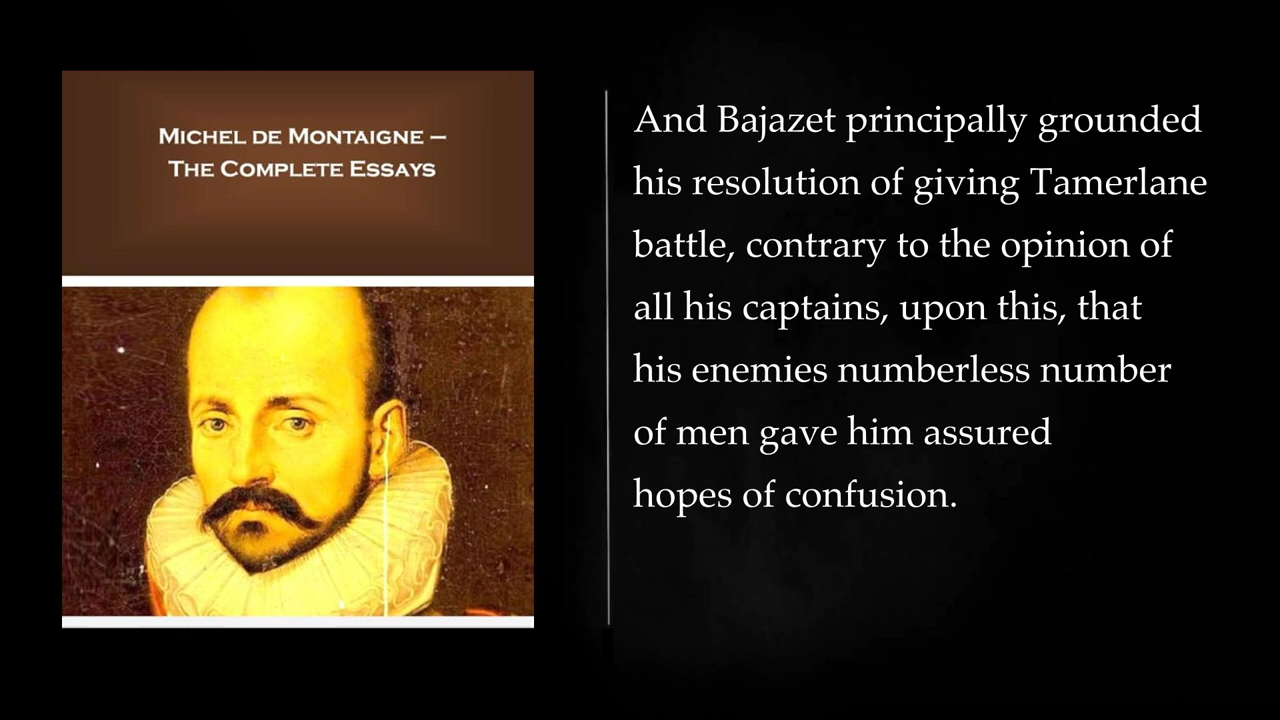 Michel de Montaigne –
The Complete Essays
And Bajazet principally grounded
his resolution of giving Tamerlane
battle, contrary to the opinion of
all his captains, upon this, that
his enemies numberless number
of men gave him assured
hopes of confusion.